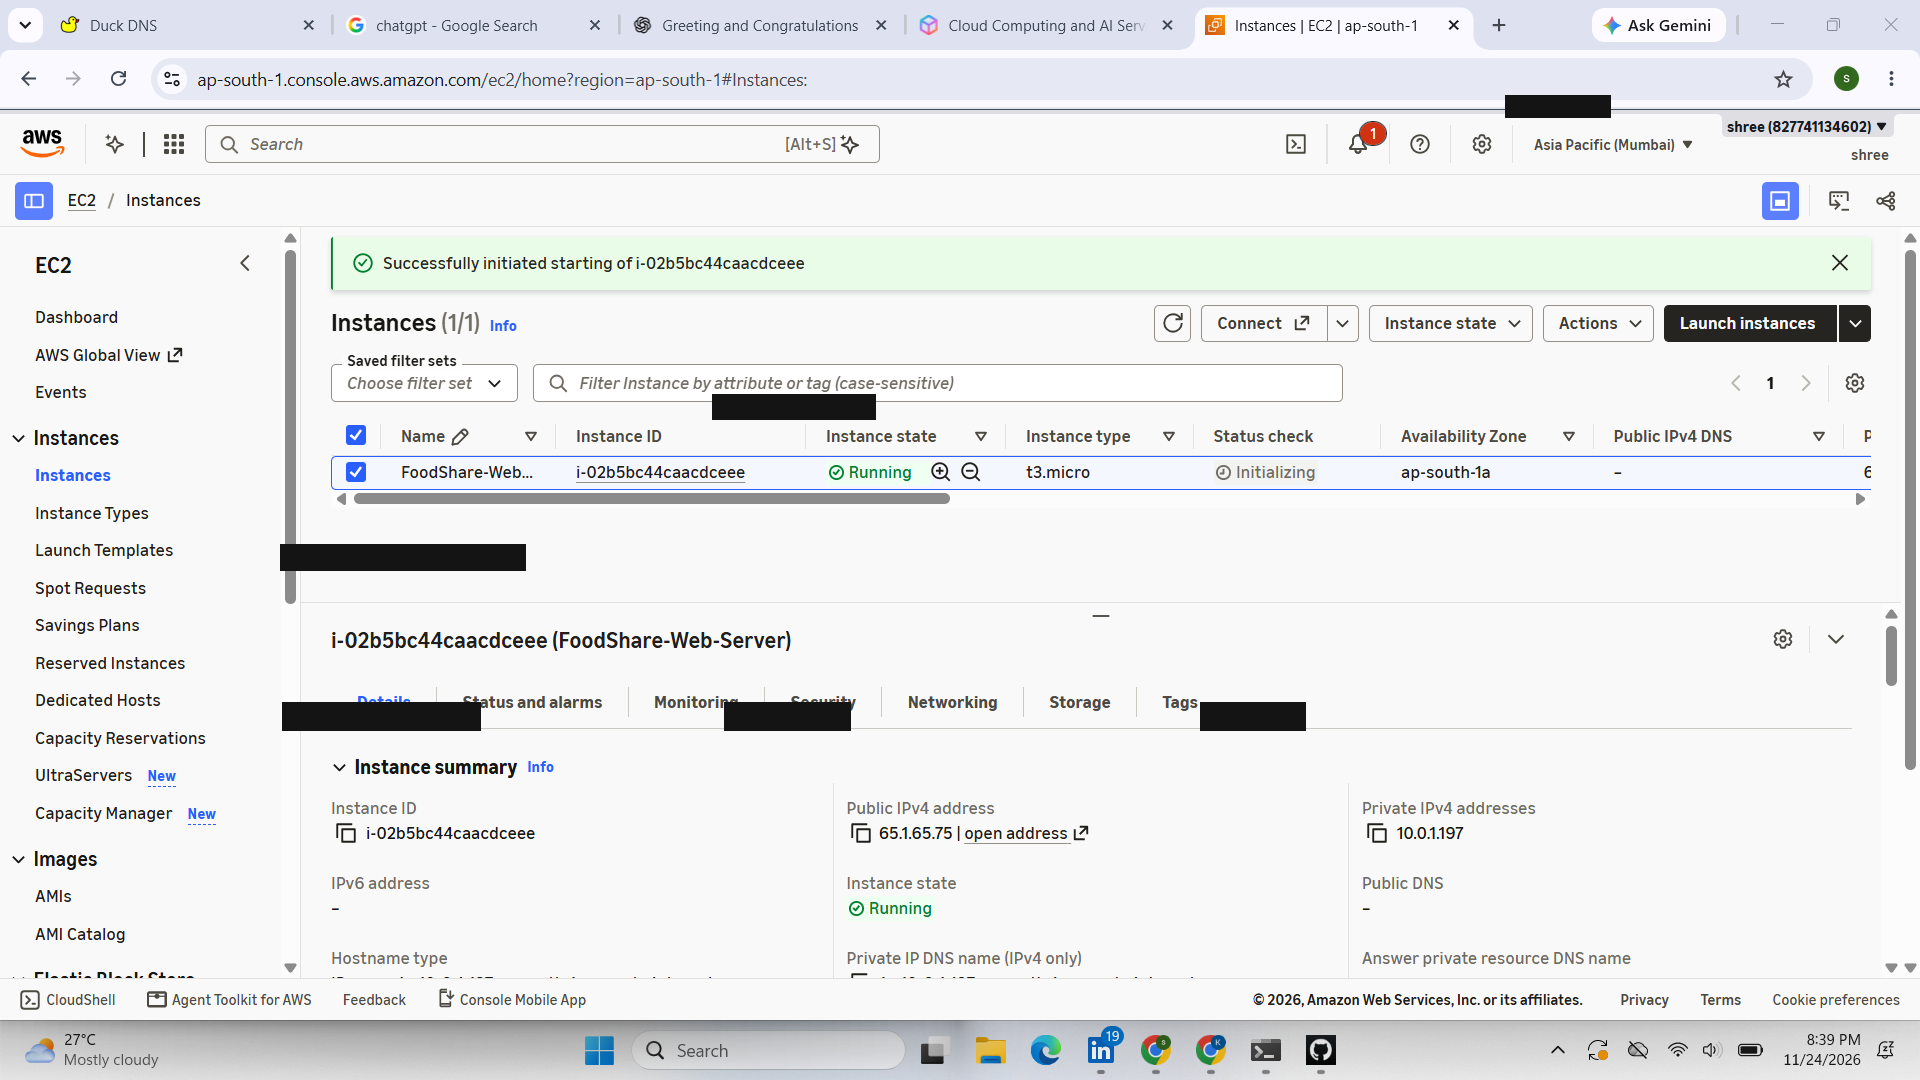 Duck DNS
chatgpt - Google Search
Greeting and Congratulations
Cloud Computing and AI Serv
Instances | EC2 | ap-south-1
Ask Gemini
ap-south-1.console.aws.amazon.com/ec2/home?region=ap-south-1#Instances:
S
aws
Search
[Alt+S]
1
Asia Pacific (Mumbai)
shree (827741134602)
shree
EC2 / Instances
EC2
Dashboard
AWS Global View
Events
Instances
Instances
Instance Types
Launch Templates
Spot Requests
Savings Plans
Reserved Instances
Dedicated Hosts
Capacity Reservations
UltraServers New
Capacity Manager New
Images
AMIs
AMI Catalog
Elastic Block Store
Successfully initiated starting of i-02b5bc44caacdceee
Instances (1/1) Info
Connect
Instance state
Actions
Launch instances
Saved filter sets
Choose filter set
Filter Instance by attribute or tag (case-sensitive)
1
Name Instance ID Instance state Instance type Status check Availability Zone Public IPv4 DNS P
FoodShare-Web... i-02b5bc44caacdceee Running t3.micro Initializing ap-south-1a – 6
i-02b5bc44caacdceee (FoodShare-Web-Server)
Details Status and alarms Monitoring Security Networking Storage Tags
Instance summary Info
Instance ID
i-02b5bc44caacdceee
Public IPv4 address
65.1.65.75 | open address
Private IPv4 addresses
10.0.1.197
IPv6 address
–
Instance state
Running
Public DNS
–
Hostname type
Private IP DNS name (IPv4 only)
Answer private resource DNS name
CloudShell
Agent Toolkit for AWS
Feedback
Console Mobile App
© 2026, Amazon Web Services, Inc. or its affiliates.
Privacy
Terms
Cookie preferences
27°C
Mostly cloudy
Search
19
8:39 PM
11/24/2026